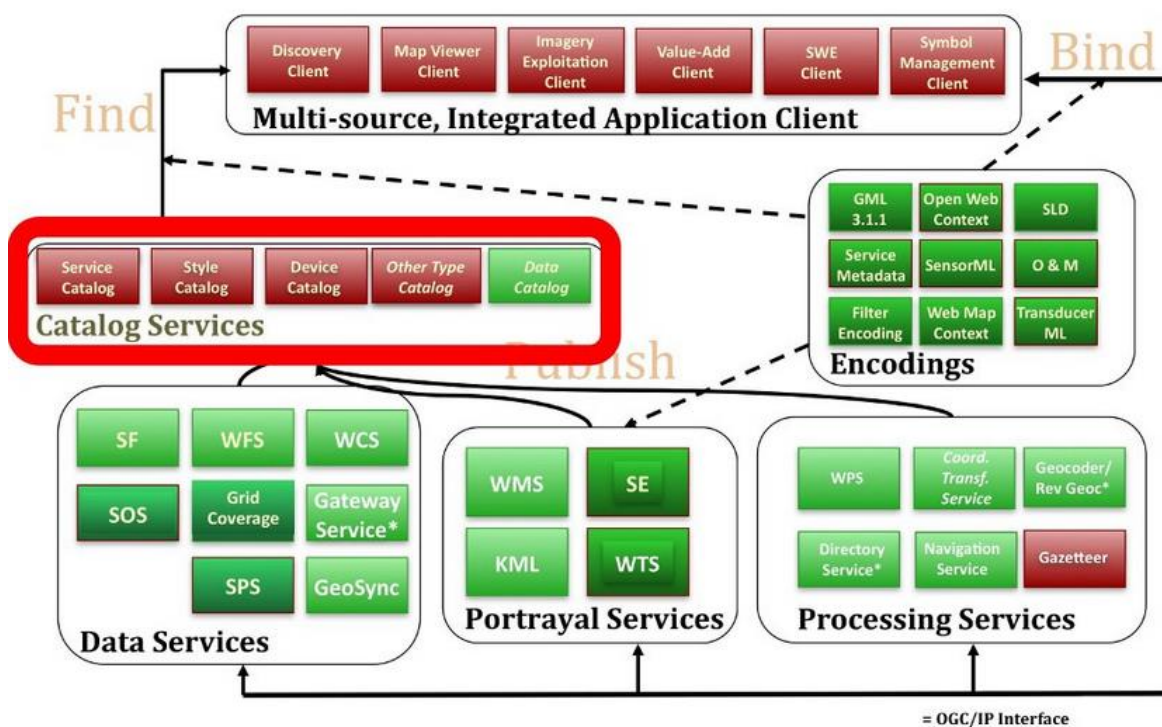 Discovery
Client
Map Viewer
Client
Imagery
Exploitation
Client
Value-Add
Client
SWE
Client
Symbol
Management
Client
Multi-source, Integrated Application Client
Find
Bind
Service
Catalog
Style
Catalog
Device
Catalog
Other Type
Catalog
Data
Catalog
Catalog Services
GML
3.1.1
Open Web
Context
SLD
Service
Metadata
SensorML
O & M
Filter
Encoding
Web Map
Context
Transducer
ML
Encodings
Publish
SF
WFS
WCS
SOS
Grid
Coverage
Gateway
Service*
SPS
GeoSync
Data Services
WMS
SE
KML
WTS
Portrayal Services
WPS
Coord.
Transf.
Service
Geocoder/
Rev Geoc*
Directory
Service*
Navigation
Service
Gazetteer
Processing Services
= OGC/IP Interface